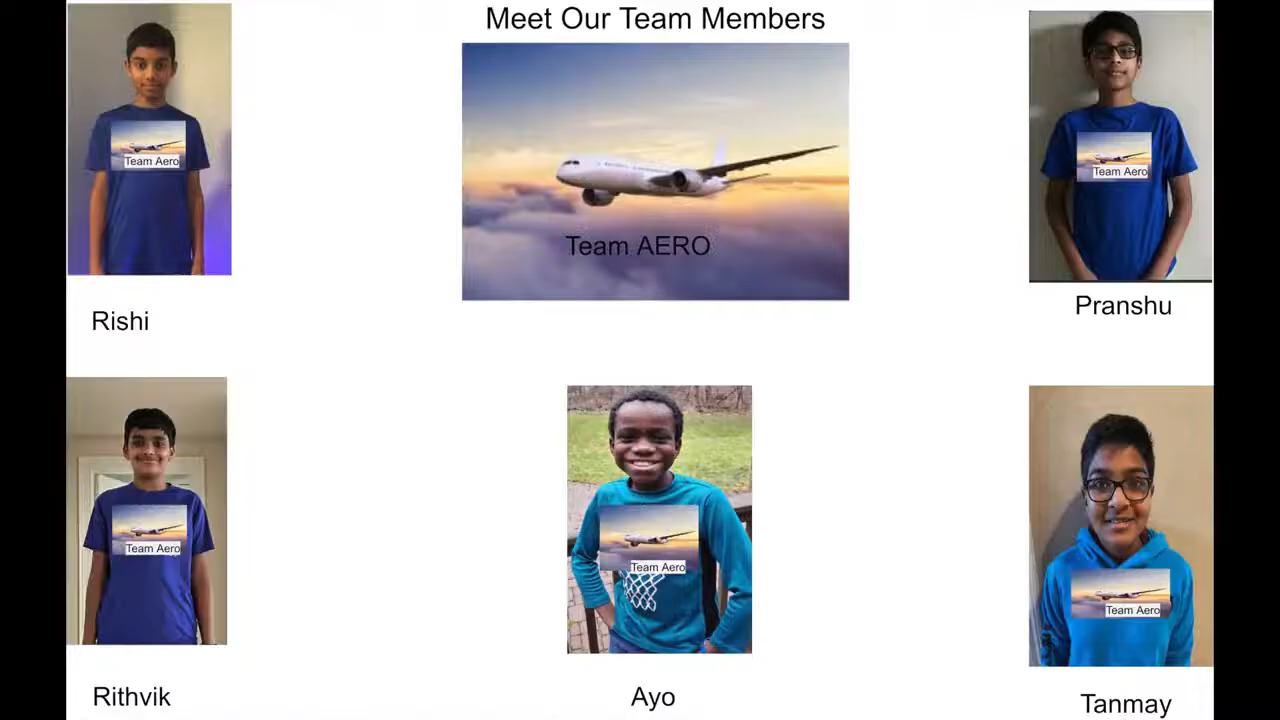 Meet Our Team Members
Team Aero
Team AERO
Team Aero
Rishi
Pranshu
Team Aero
Team Aero
Team Aero
Rithvik
Ayo
Tanmay